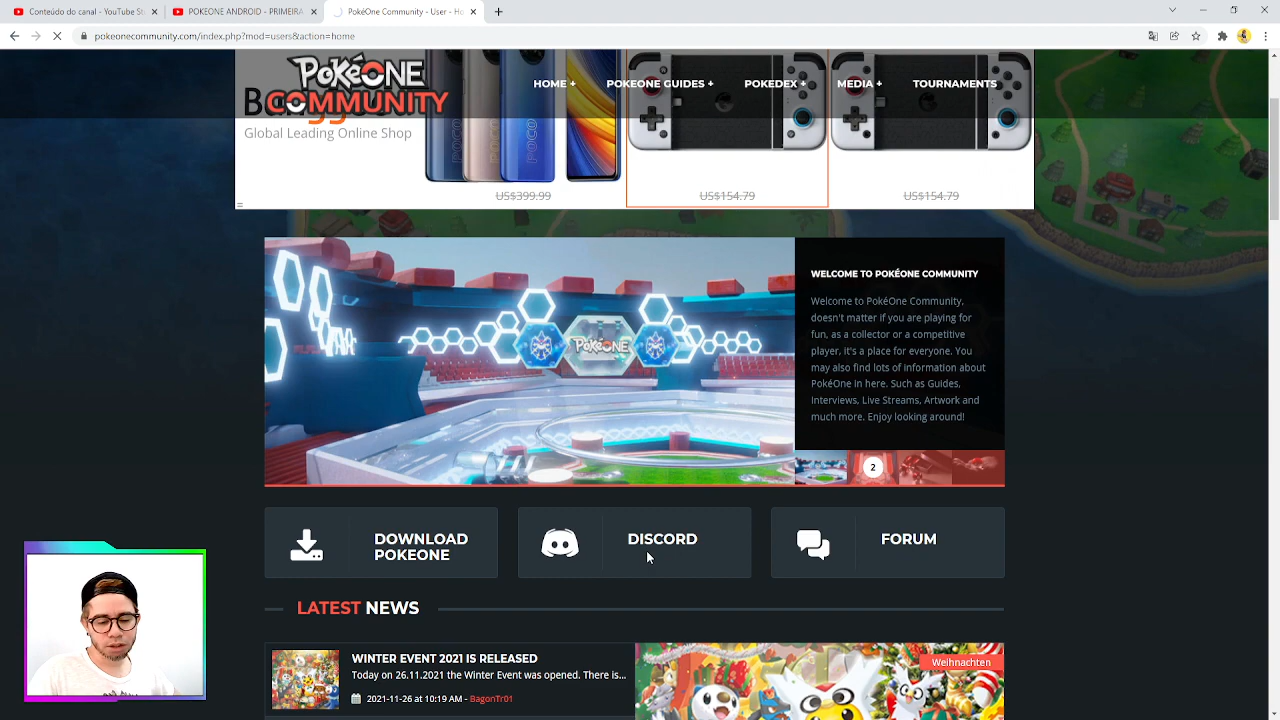 Conteúdo do canal - YouTube St
POKEONE ANDROID - PRIMEIRA
PokéOne Community - User - Ho
pokeonecommunity.com/index.php?mod=users&action=home
POKéONE
COMMUNITY
Global Leading Online Shop
HOME +
POKEONE GUIDES +
POKEDEX +
MEDIA +
TOURNAMENTS
POCO
POCO
US$399.99
US$154.79
US$154.79
POKéONE
WELCOME TO POKÉONE COMMUNITY
Welcome to PokéOne Community,
doesn't matter if you are playing for
fun, as a collector or a competitive
player, it's a place for everyone. You
may also find lots of information about
PokéOne in here. Such as Guides,
Interviews, Live Streams, Artwork and
much more. Enjoy looking around!
2
DOWNLOAD
POKEONE
DISCORD
FORUM
LATEST NEWS
WINTER EVENT 2021 IS RELEASED
Today on 26.11.2021 the Winter Event was opened. There is...
2021-11-26 at 10:19 AM - BagonTr01
Weihnachten